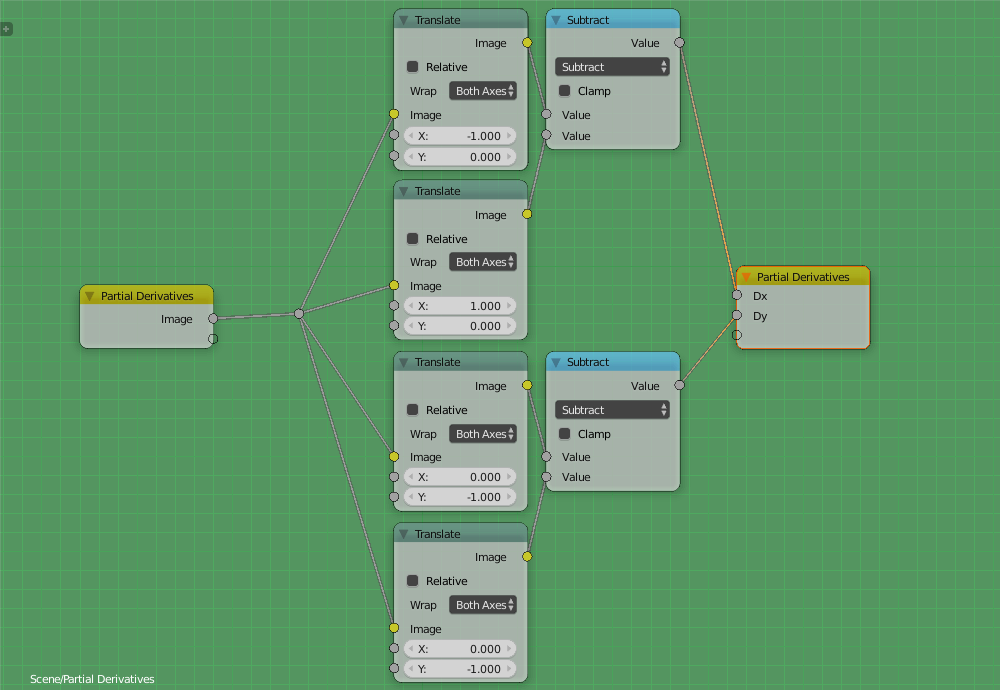 Partial Derivatives
Image
Translate
Image
Relative
Wrap Both Axes
Image
X: -1.000
Y: 0.000
Translate
Image
Relative
Wrap Both Axes
Image
X: 1.000
Y: 0.000
Translate
Image
Relative
Wrap Both Axes
Image
X: 0.000
Y: -1.000
Translate
Image
Relative
Wrap Both Axes
Image
X: 0.000
Y: -1.000
Subtract
Value
Subtract
Clamp
Value
Value
Subtract
Value
Subtract
Clamp
Value
Value
Partial Derivatives
Dx
Dy
Scene/Partial Derivatives